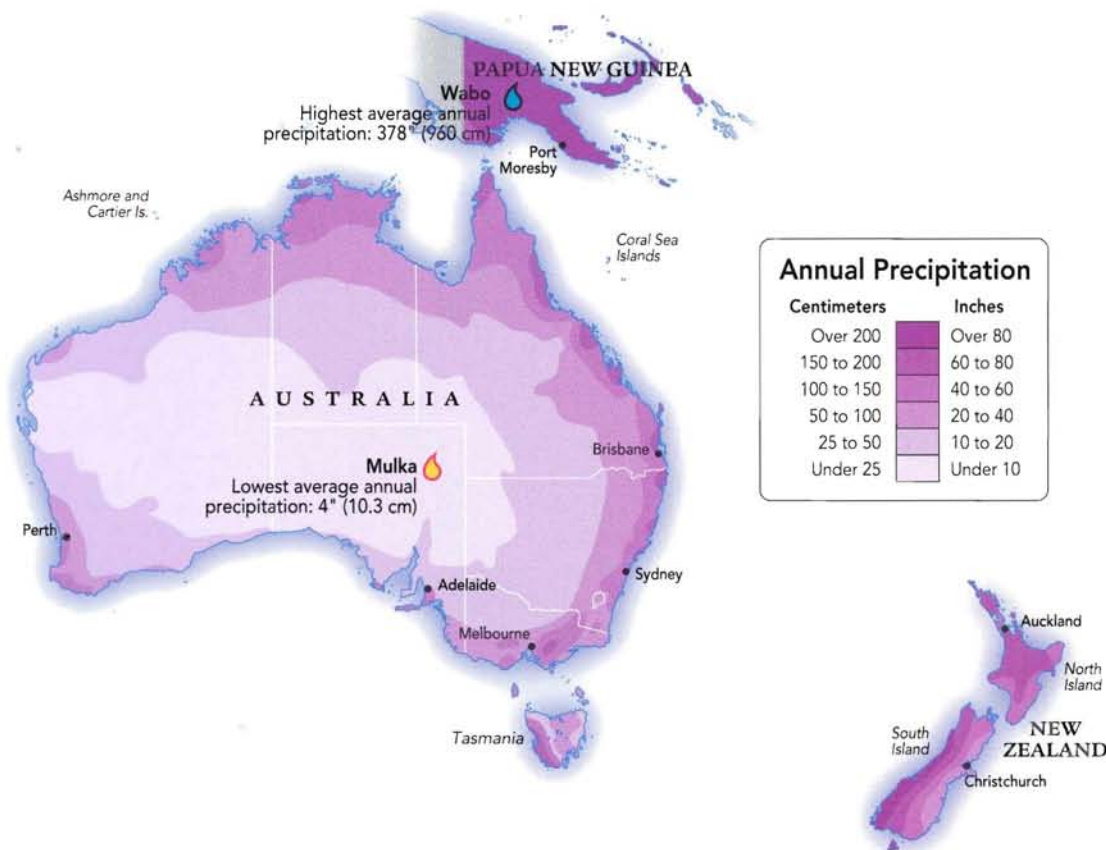 PAPUA NEW GUINEA
Wabo
Highest average annual
precipitation: 378" (960 cm)
Port
Moresby
Ashmore and
Cartier Is.
Coral Sea
Islands
AUSTRALIA
Brisbane
Mulka
Lowest average annual
precipitation: 4" (10.3 cm)
Perth
Adelaide
Sydney
Melbourne
Tasmania
Annual Precipitation
Centimeters Inches
Over 200 Over 80
150 to 200 60 to 80
100 to 150 40 to 60
50 to 100 20 to 40
25 to 50 10 to 20
Under 25 Under 10
Auckland
North
Island
South
Island
NEW
ZEALAND
Christchurch